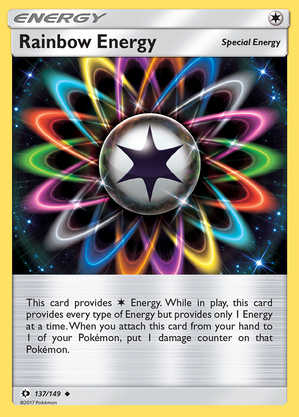 ENERGY
Rainbow Energy Special Energy
This card provides Energy. While in play, this card
provides every type of Energy but provides only 1 Energy
at a time. When you attach this card from your hand to
1 of your Pokémon, put 1 damage counter on that
Pokémon.
137/149
©2017 Pokémon